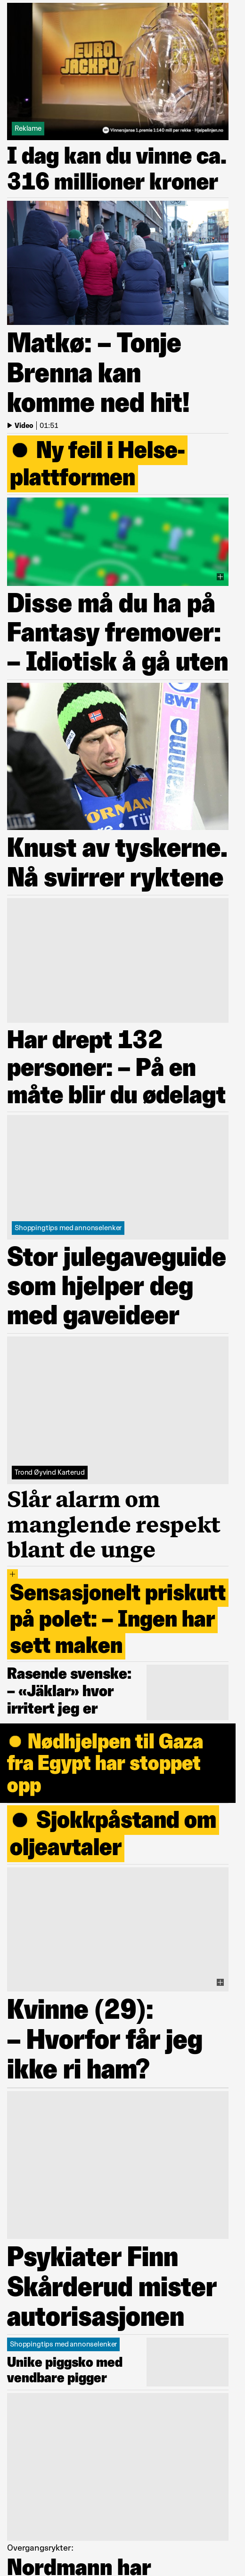 EURO
JACKPOT
Reklame
Vinnersjanse 1.premie 1:140 mill per rekke - Hjelpelinjen.no
I dag kan du vinne ca.
316 millioner kroner
Matkø: – Tonje
Brenna kan
komme ned hit!
Video | 01:51
Ny feil i Helse-
plattformen
Disse må du ha på
Fantasy fremover:
– Idiotisk å gå uten
BWT
Knust av tyskerne.
Nå svirrer ryktene
Har drept 132
personer: – På en
måte blir du ødelagt
Shoppingtips med annonselenker
Stor julegaveguide
som hjelper deg
med gaveideer
Trond Øyvind Karterud
Slår alarm om
manglende respekt
blant de unge
+
Sensasjonelt priskutt
på polet: – Ingen har
sett maken
Rasende svenske:
– «Jäklar» hvor
irritert jeg er
Nødhjelpen til Gaza
fra Egypt har stoppet
opp
Sjokkpåstand om
oljeavtaler
Kvinne (29):
– Hvorfor får jeg
ikke ri ham?
Psykiater Finn
Skårderud mister
autorisasjonen
Shoppingtips med annonselenker
Unike piggsko med
vendbare pigger
Overgangsrykter:
Nordmann har